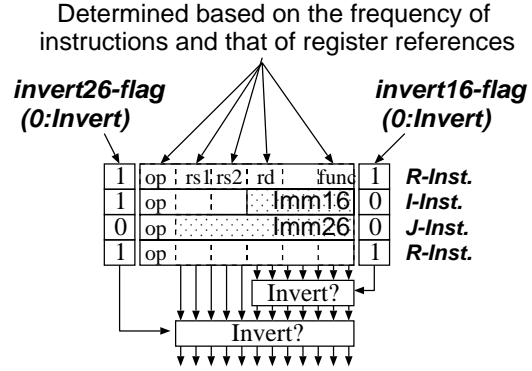 Determined based on the frequency of
instructions and that of register references
invert26-flag
(0:Invert)
invert16-flag
(0:Invert)
1 op rs1 rs2 rd func 1 R-Inst.
1 op Imm16 0 I-Inst.
0 op Imm26 0 J-Inst.
1 op 1 R-Inst.
Invert?
Invert?